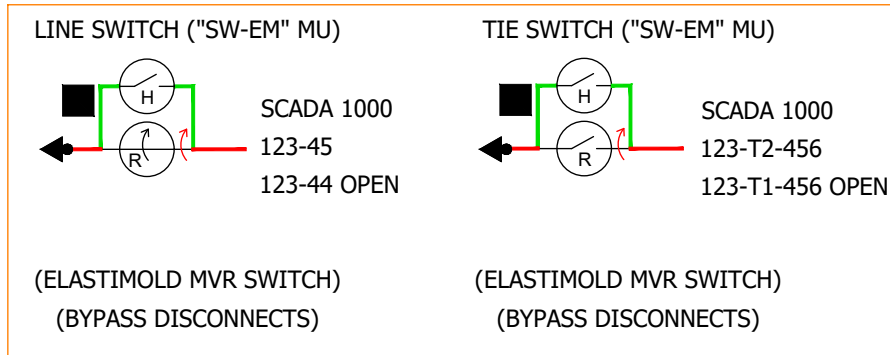 LINE SWITCH ("SW-EM" MU)
H
R
SCADA 1000
123-45
123-44 OPEN
(ELASTIMOLD MVR SWITCH)
(BYPASS DISCONNECTS)
TIE SWITCH ("SW-EM" MU)
H
R
SCADA 1000
123-T2-456
123-T1-456 OPEN
(ELASTIMOLD MVR SWITCH)
(BYPASS DISCONNECTS)